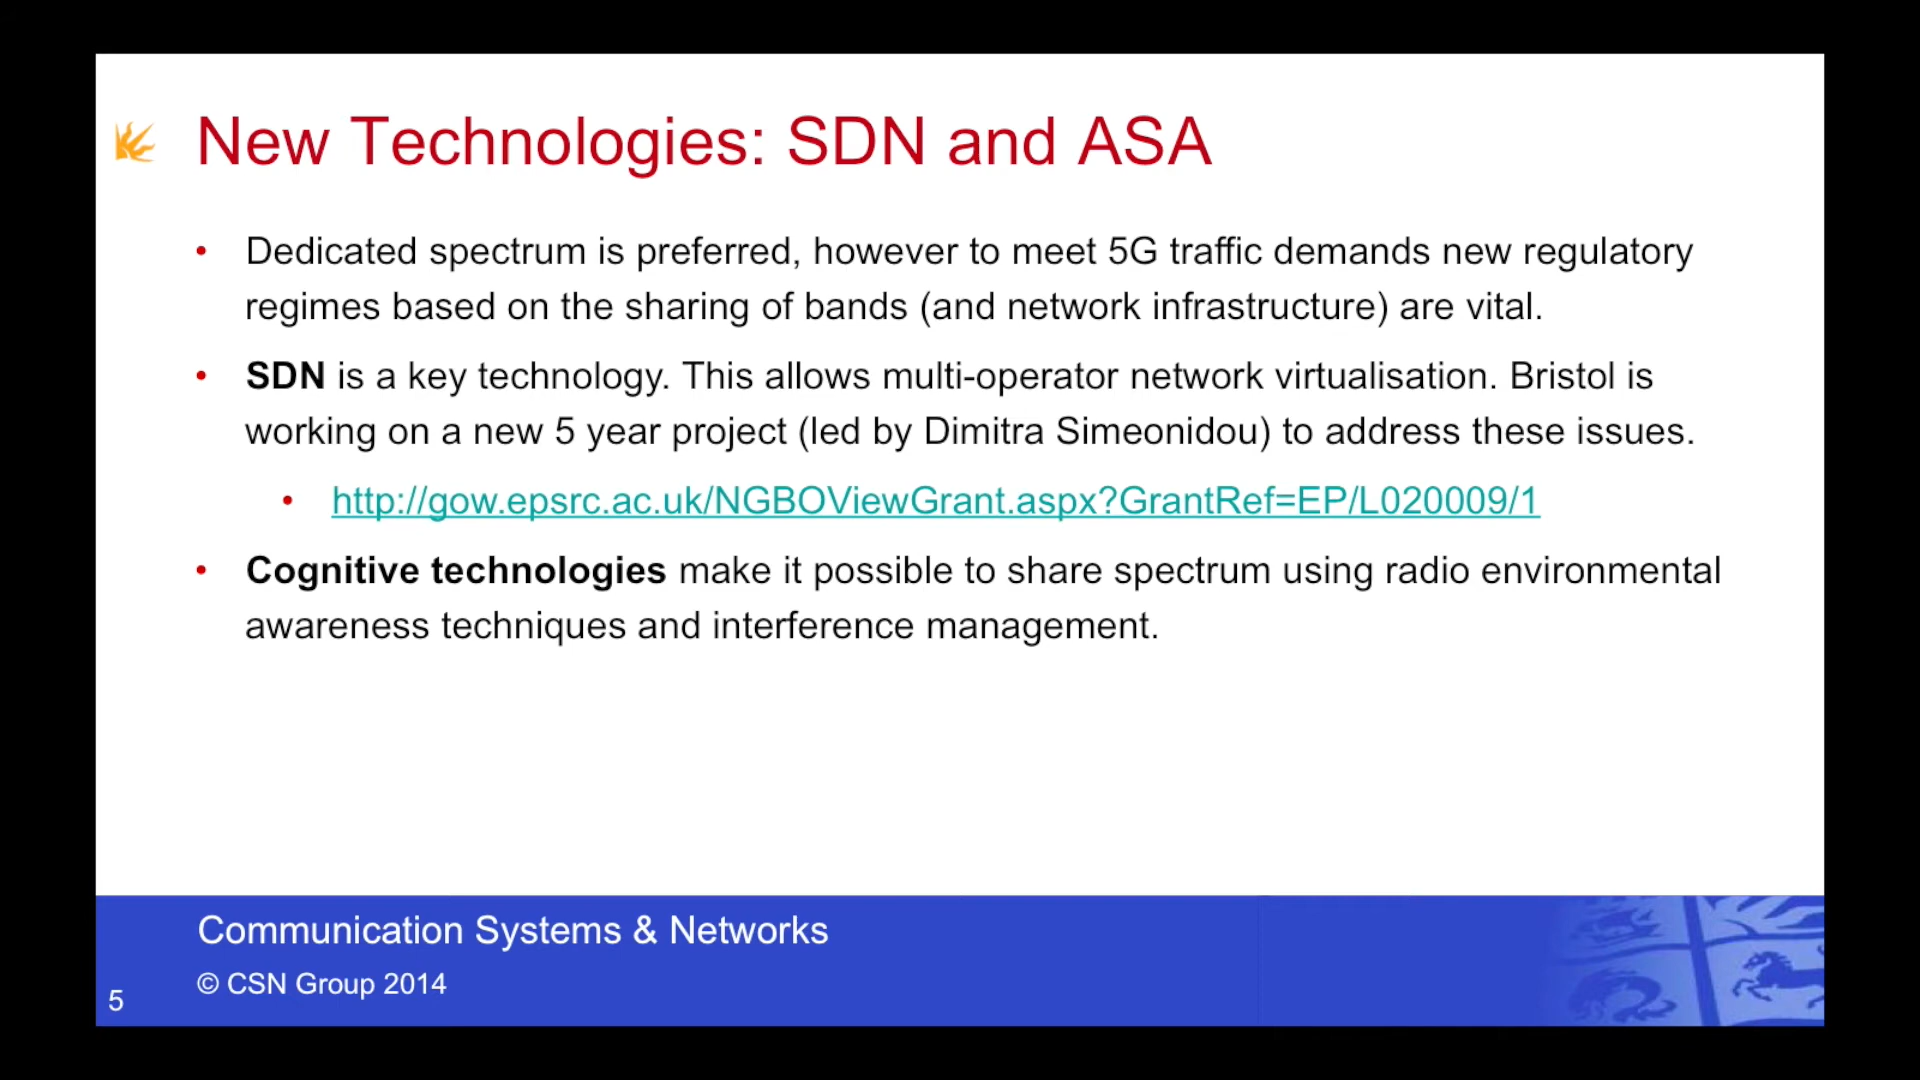 New Technologies: SDN and ASA
• Dedicated spectrum is preferred, however to meet 5G traffic demands new regulatory
regimes based on the sharing of bands (and network infrastructure) are vital.
• SDN is a key technology. This allows multi-operator network virtualisation. Bristol is
working on a new 5 year project (led by Dimitra Simeonidou) to address these issues.
• http://gow.epsrc.ac.uk/NGBOViewGrant.aspx?GrantRef=EP/L020009/1
• Cognitive technologies make it possible to share spectrum using radio environmental
awareness techniques and interference management.
Communication Systems & Networks
© CSN Group 2014
5